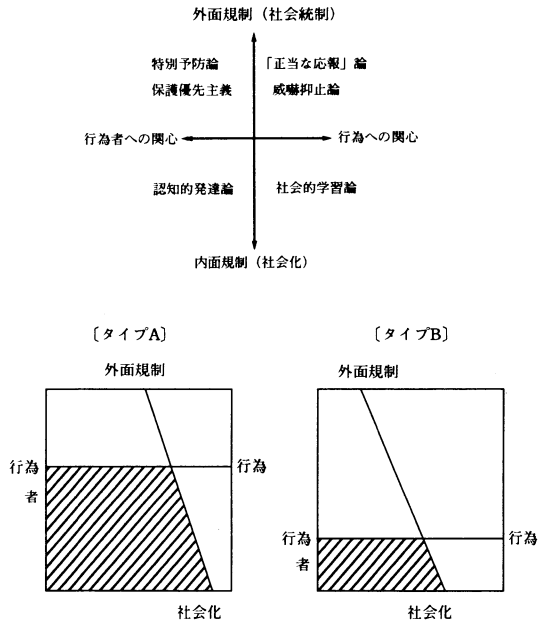 外面規制（社会統制）
特別予防論
「正当な応報」論
保護優先主義
威嚇抑止論
行為者への関心
行為への関心
認知的発達論
社会的学習論
内面規制（社会化）
〔タイプA〕
〔タイプB〕
外面規制
外面規制
行為
者
行為
行為
者
行為
社会化
社会化